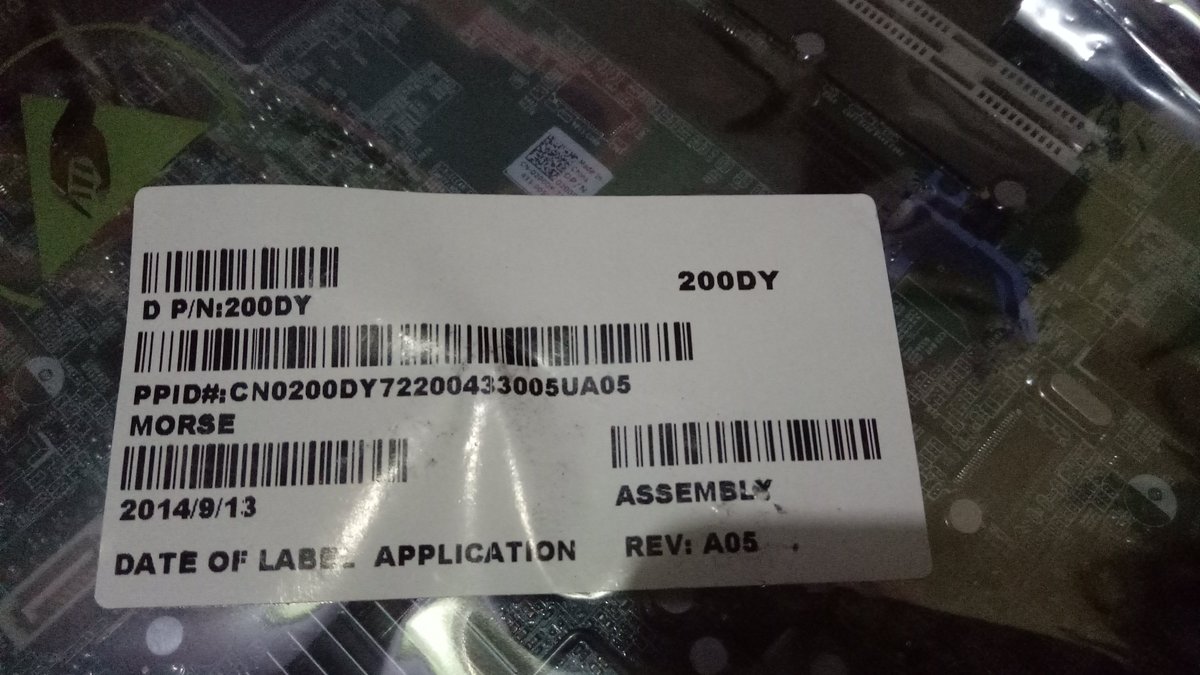 D P/N:200DY
200DY
PPID#:CN0200DY72200433005UA05
MORSE
2014/9/13
ASSEMBLY
DATE OF LABEL APPLICATION
REV: A05